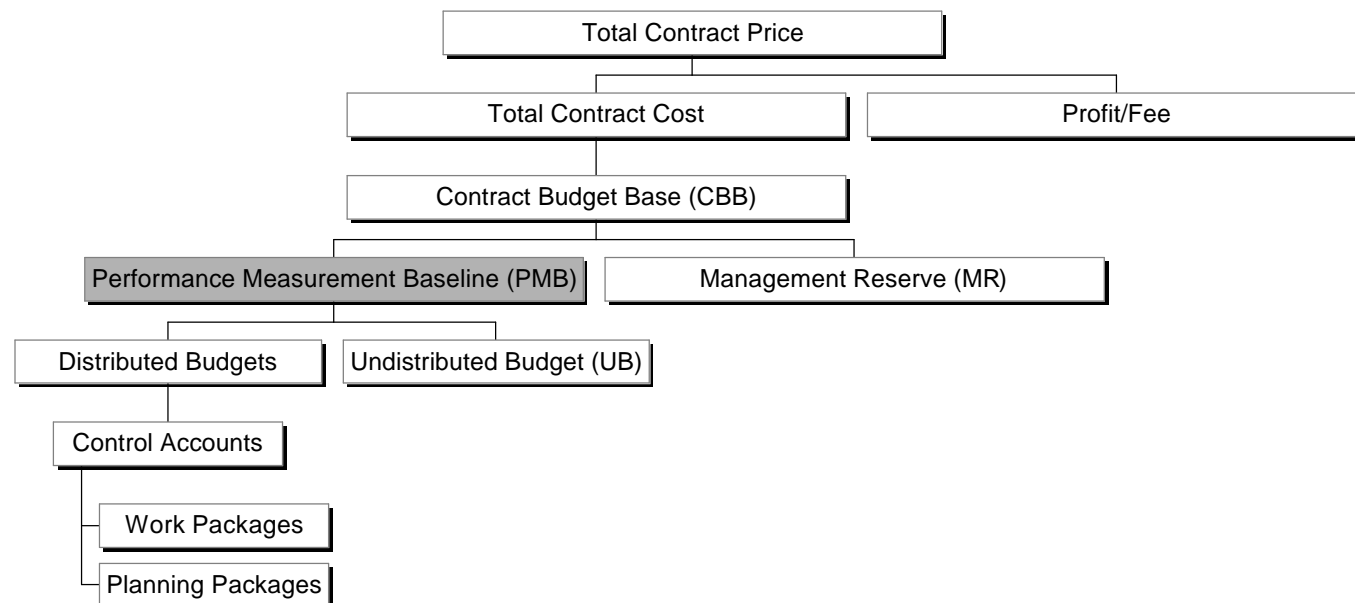 Total Contract Price
Total Contract Cost
Profit/Fee
Contract Budget Base (CBB)
Performance Measurement Baseline (PMB)
Management Reserve (MR)
Distributed Budgets
Undistributed Budget (UB)
Control Accounts
Work Packages
Planning Packages